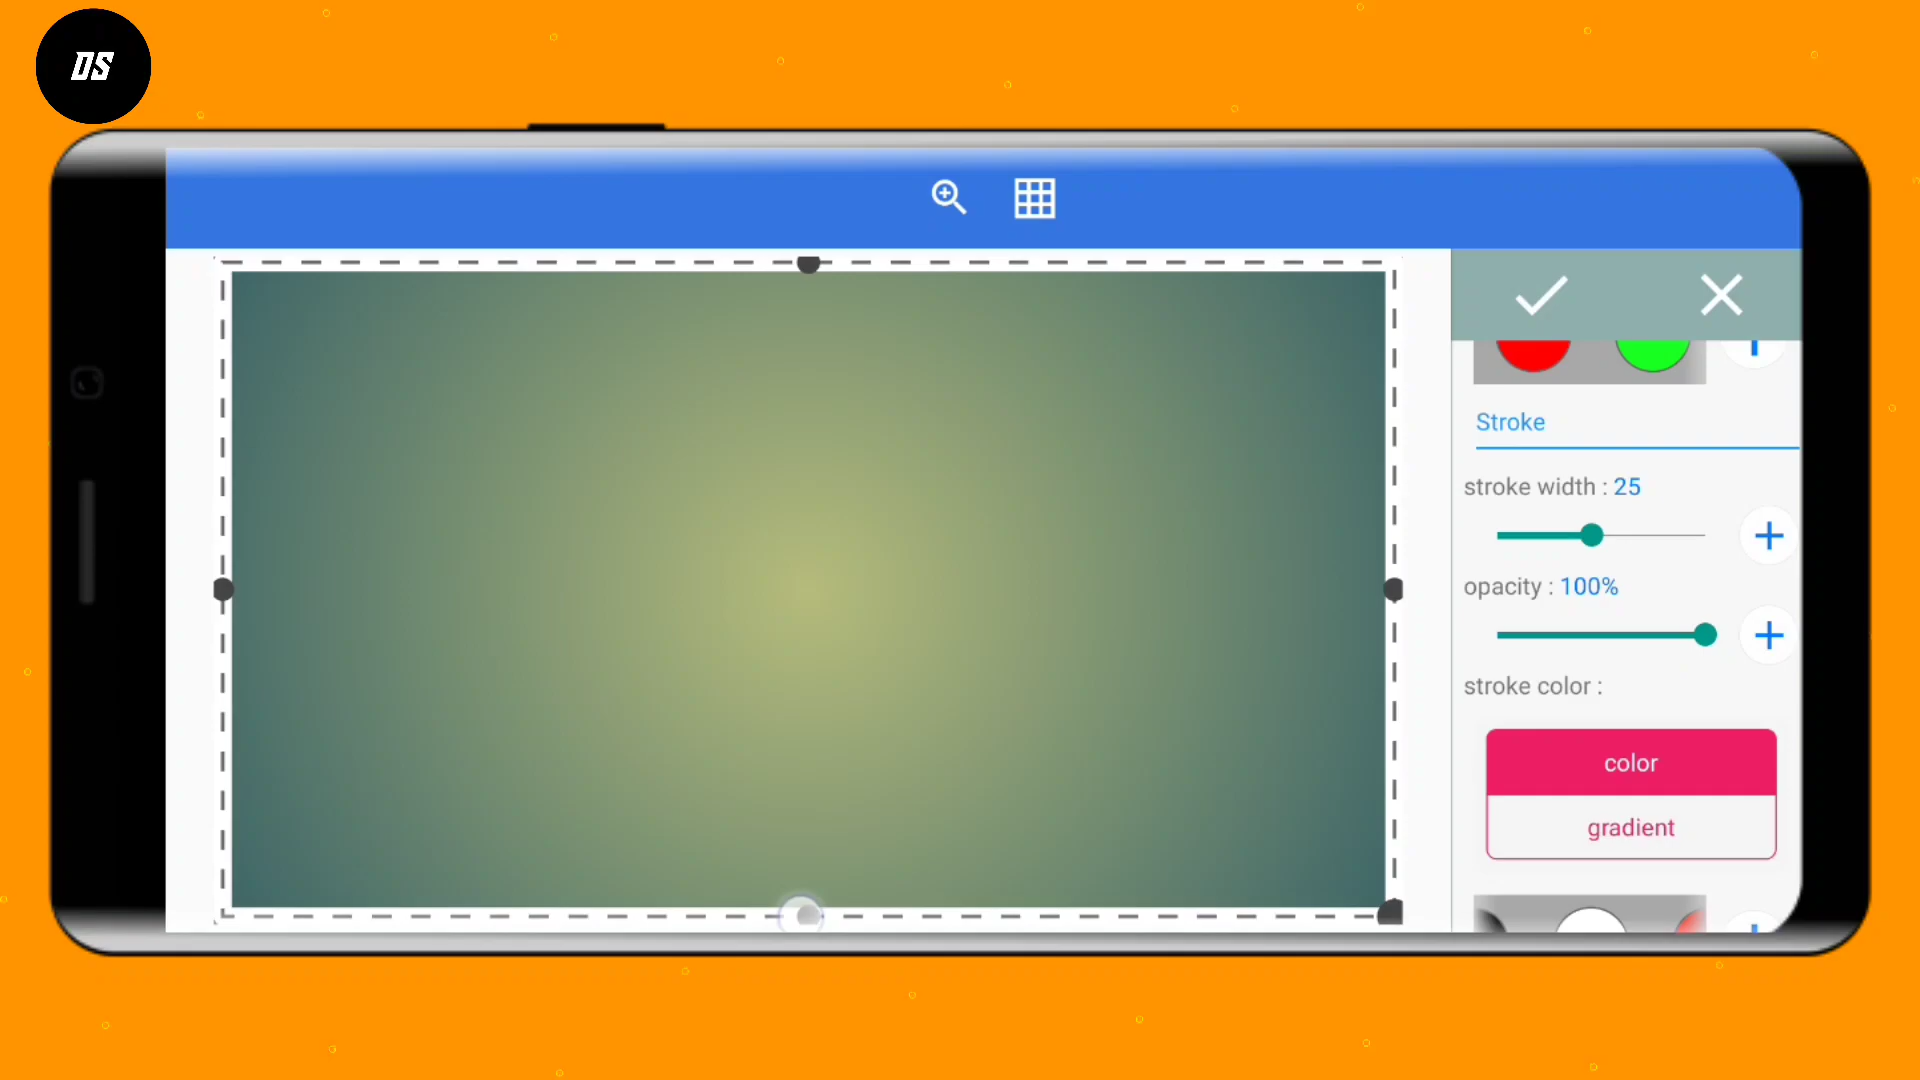 DS
Stroke
stroke width : 25
opacity : 100%
stroke color :
color
gradient